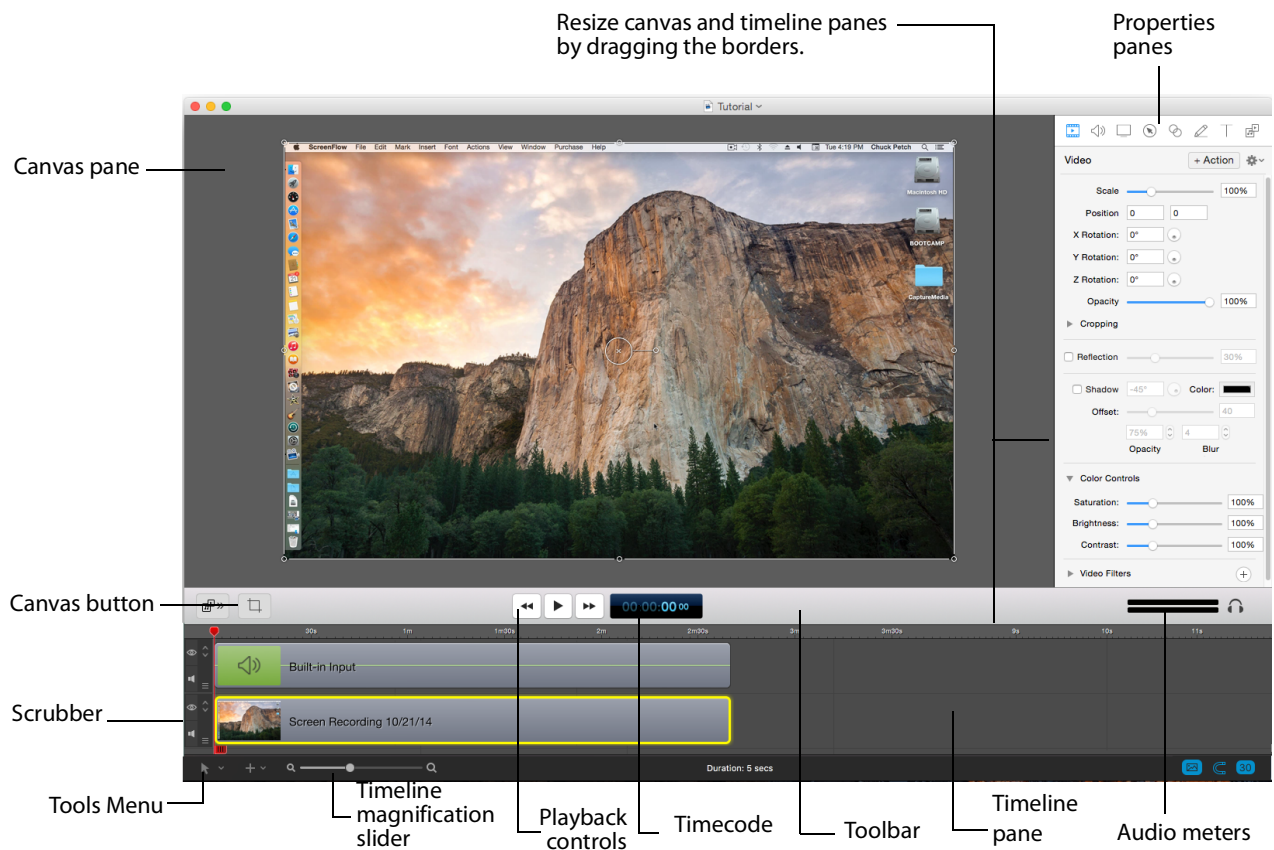 Resize canvas and timeline panes
by dragging the borders.
Properties
panes
Tutorial
Canvas pane
ScreenFlow File Edit Mark Insert Font Actions View Window Purchase Help
Tue 4:19 PM Chuck Petch
Macintosh HD
BOOTCAMP
CaptureMedia
Video
+ Action
Scale 100%
Position 0 0
X Rotation: 0°
Y Rotation: 0°
Z Rotation: 0°
Opacity 100%
Cropping
Reflection 30%
Shadow -45° Color:
Offset: 40
75% 4
Opacity Blur
Color Controls
Saturation: 100%
Brightness: 100%
Contrast: 100%
Video Filters
Canvas button
00:00:00 00
30s 1m 1m30s 2m 2m30s 3m 3m30s 9s 10s 11s
Built-in Input
Scrubber
Screen Recording 10/21/14
Duration: 5 secs
30
Tools Menu
Timeline
magnification
slider
Playback
controls
Timecode
Toolbar
Timeline
pane
Audio meters